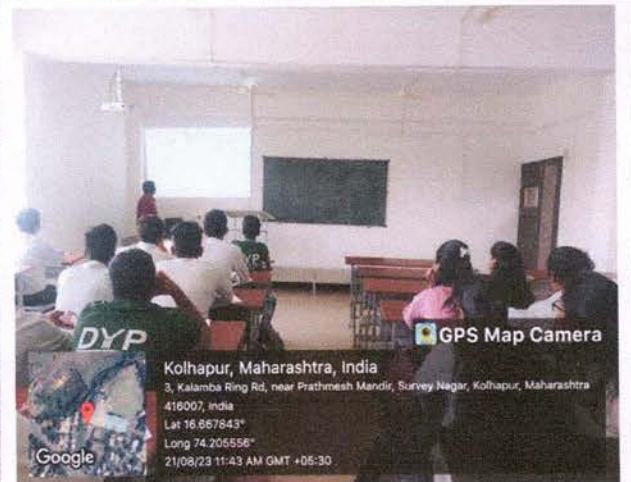 DYP
DYP
GPS Map Camera
Kolhapur, Maharashtra, India
3, Kalamba Ring Rd, near Prathmesh Mandir, Survey Nagar, Kolhapur, Maharashtra
416007, India
Lat 16.667843°
Long 74.205556°
21/08/23 11:43 AM GMT +05:30
Google